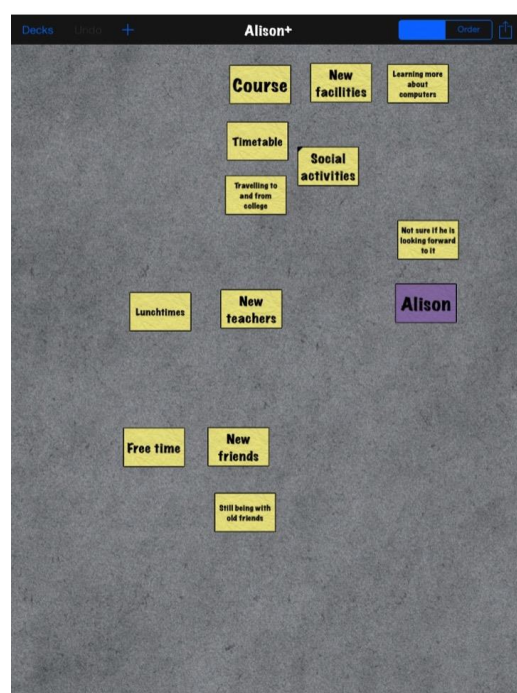 Decks Undo + Alison+ Order
Course
New
facilities
Learning more
about
computers
Timetable
Social
activities
Travelling to
and from
college
Not sure if he is
looking forward
to it
Lunchtimes
New
teachers
Alison
Free time
New
friends
Still being with
old friends